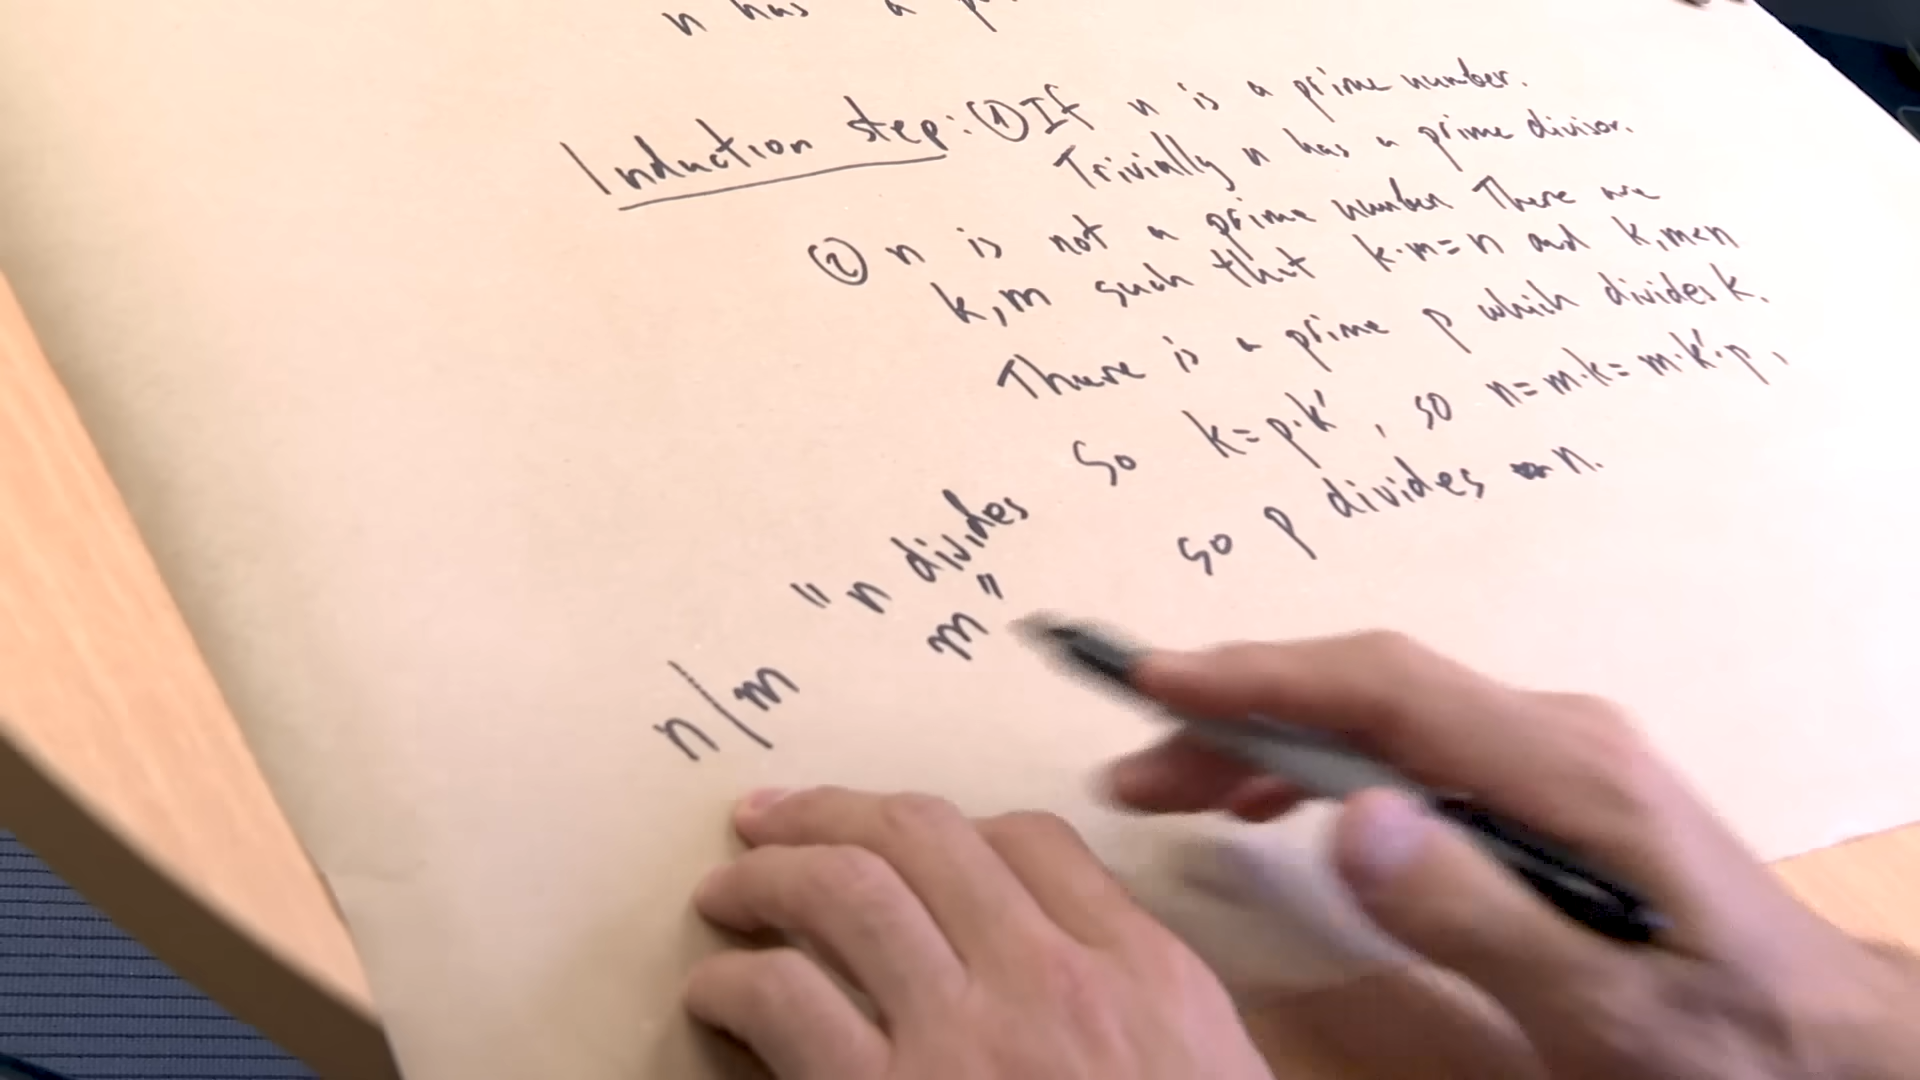 n has a
Induction step: ① If n is a prime number.
Trivially n has a prime divisor.
② n is not a prime number. There are
k, m such that k·m=n and k,m<n
There is a prime p which divides k.
So k=p·k', so n=m·k=m·k'·p,
so p divides n.
"n divides
m"
n|m